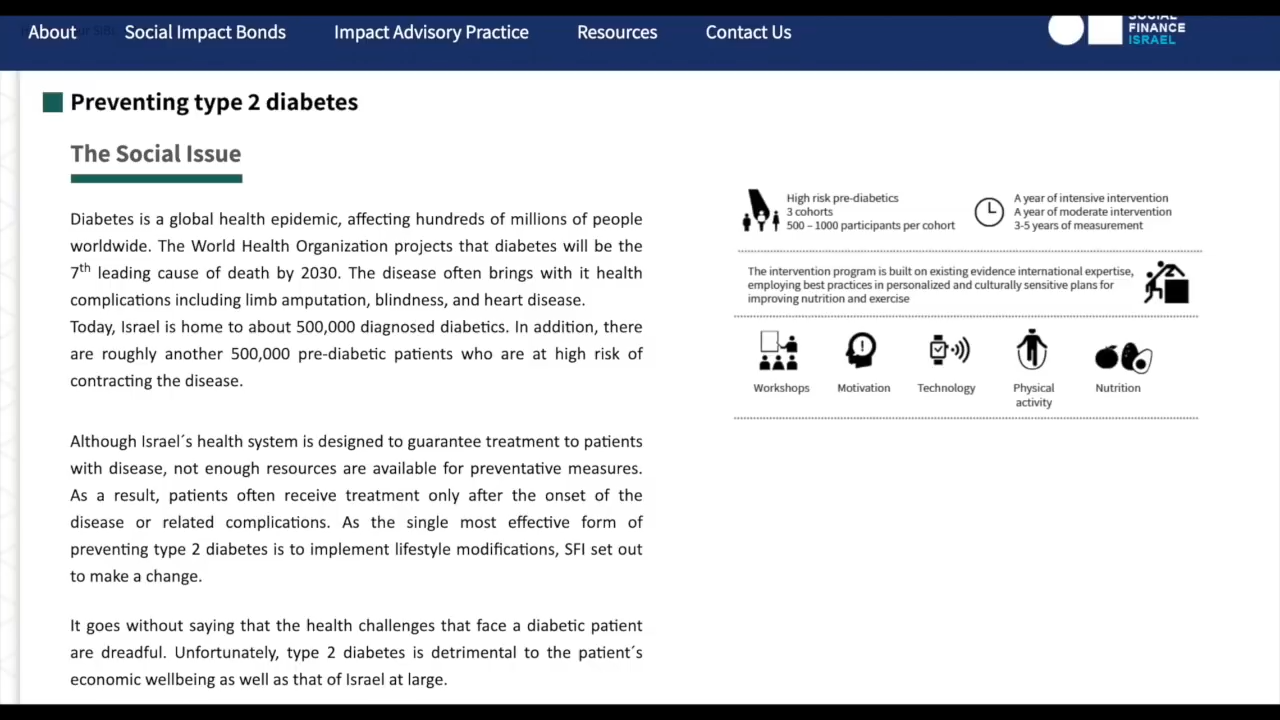 About Social Impact Bonds Impact Advisory Practice Resources Contact Us
SOCIAL
FINANCE
ISRAEL
Preventing type 2 diabetes
The Social Issue
Diabetes is a global health epidemic, affecting hundreds of millions of people
worldwide. The World Health Organization projects that diabetes will be the
7th leading cause of death by 2030. The disease often brings with it health
complications including limb amputation, blindness, and heart disease.
Today, Israel is home to about 500,000 diagnosed diabetics. In addition, there
are roughly another 500,000 pre-diabetic patients who are at high risk of
contracting the disease.
Although Israel´s health system is designed to guarantee treatment to patients
with disease, not enough resources are available for preventative measures.
As a result, patients often receive treatment only after the onset of the
disease or related complications. As the single most effective form of
preventing type 2 diabetes is to implement lifestyle modifications, SFI set out
to make a change.
It goes without saying that the health challenges that face a diabetic patient
are dreadful. Unfortunately, type 2 diabetes is detrimental to the patient´s
economic wellbeing as well as that of Israel at large.
High risk pre-diabetics
3 cohorts
500 – 1000 participants per cohort
A year of intensive intervention
A year of moderate intervention
3-5 years of measurement
The intervention program is built on existing evidence international expertise,
employing best practices in personalized and culturally sensitive plans for
improving nutrition and exercise
Workshops Motivation Technology Physical activity Nutrition